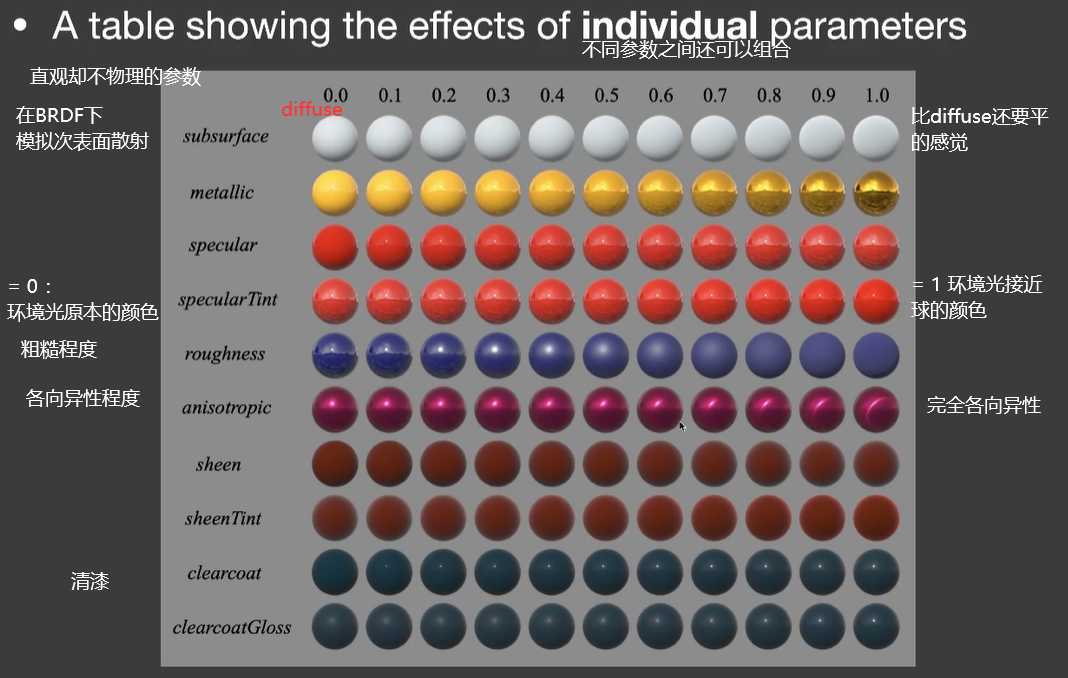 • A table showing the effects of individual parameters
不同参数之间还可以组合
直观却不物理的参数
0.0 0.1 0.2 0.3 0.4 0.5 0.6 0.7 0.8 0.9 1.0
diffuse
在BRDF下
模拟次表面散射
subsurface
比diffuse还要平
的感觉
metallic
specular
= 0：
环境光原本的颜色
specularTint
= 1 环境光接近
球的颜色
粗糙程度
roughness
各向异性程度
anisotropic
完全各向异性
sheen
sheenTint
清漆
clearcoat
clearcoatGloss